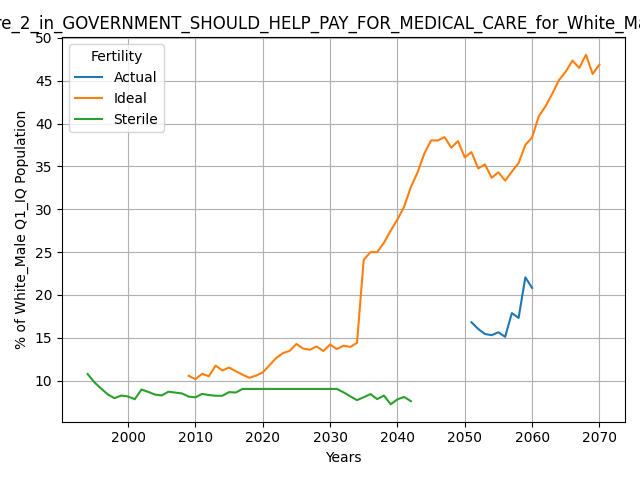 re_2_in_GOVERNMENT_SHOULD_HELP_PAY_FOR_MEDICAL_CARE_for_White_Ma
Fertility
Actual
Ideal
Sterile
% of White_Male Q1_IQ Population
50
45
40
35
30
25
20
15
10
2000 2010 2020 2030 2040 2050 2060 2070
Years